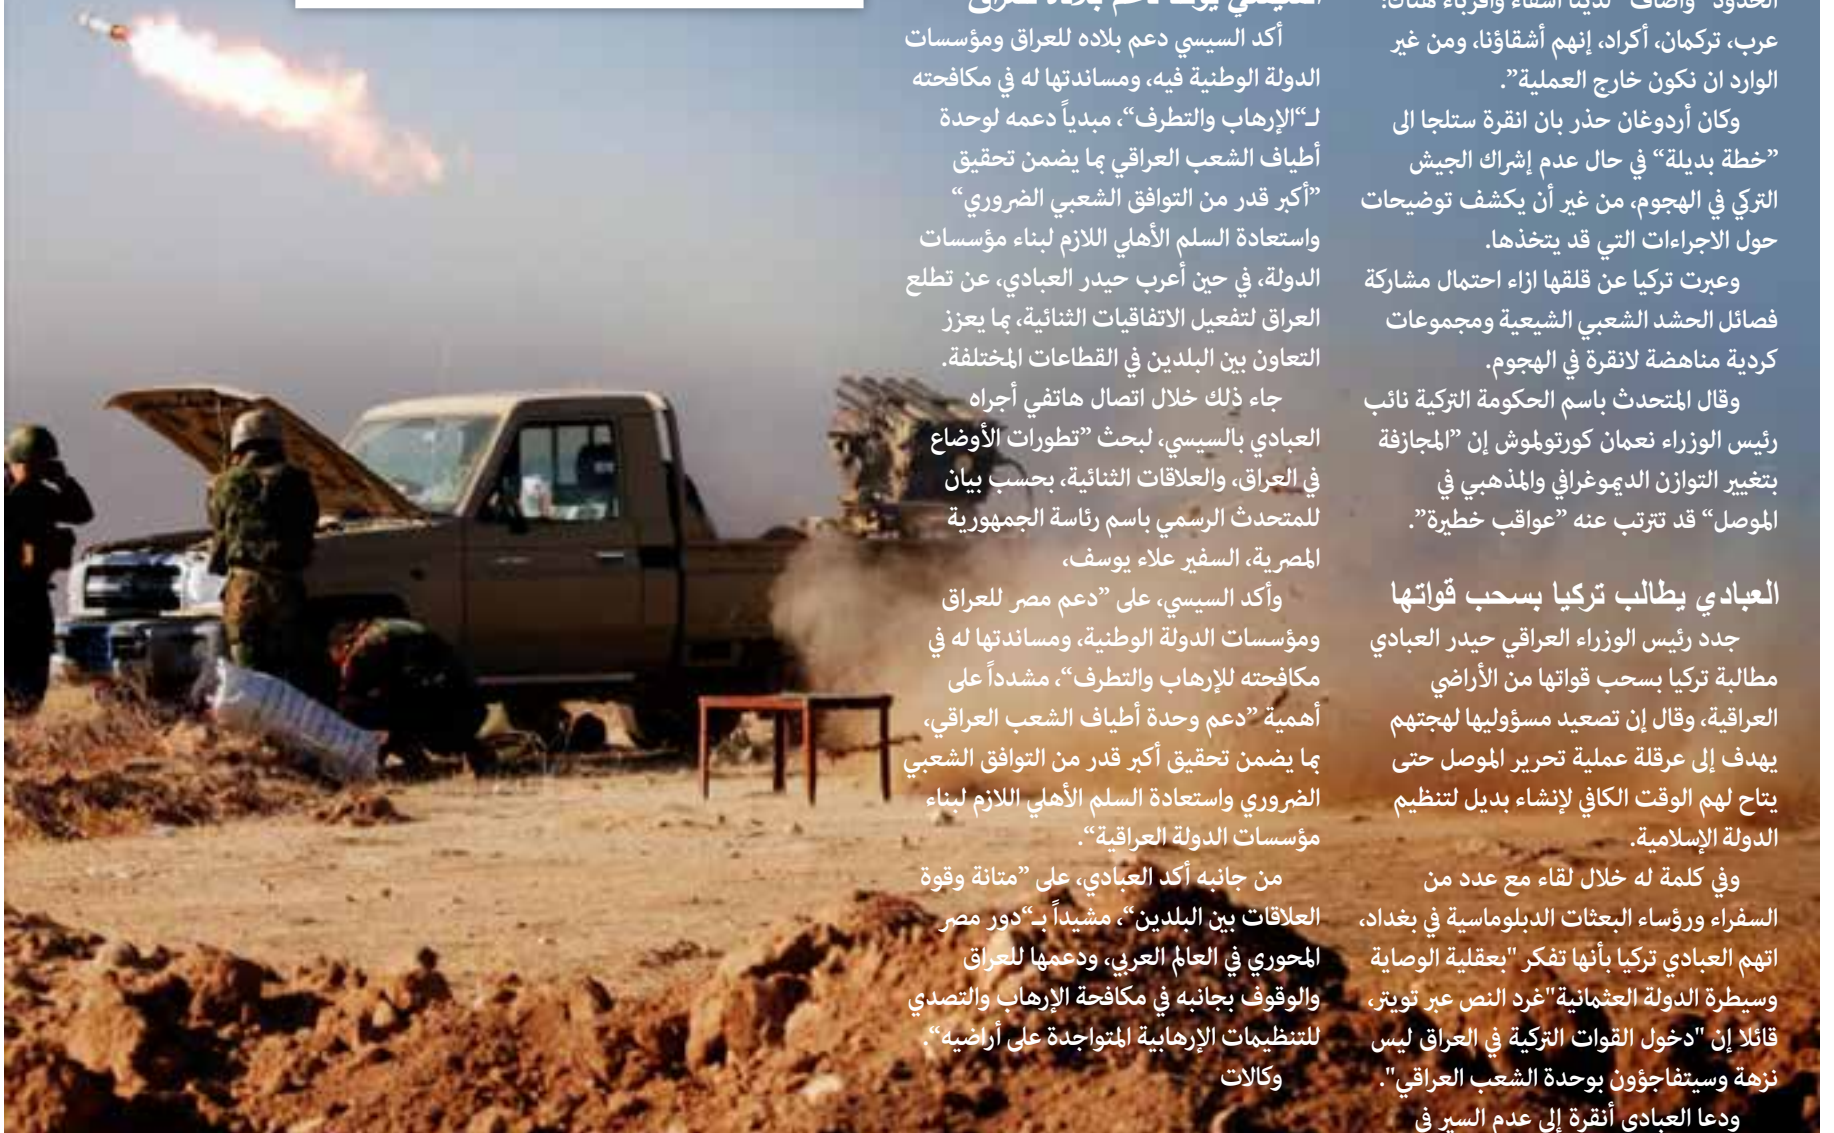 عرب، تركمان، أكراد، إنهم أشقاؤنا، ومن غير
الوارد ان نكون خارج العملية”.
وكان أردوغان حذر بان انقرة ستلجا الى
”خطة بديلة“ في حال عدم إشراك الجيش
التركي في الهجوم، من غير أن يكشف توضيحات
حول الاجراءات التي قد يتخذها.
وعبرت تركيا عن قلقها ازاء احتمال مشاركة
فصائل الحشد الشعبي الشيعية ومجموعات
كردية مناهضة لانقرة في الهجوم.
وقال المتحدث باسم الحكومة التركية نائب
رئيس الوزراء نعمان كورتولموش إن ”المجازفة
بتغيير التوازن الديموغرافي والمذهبي في
الموصل“ قد تترتب عنه ”عواقب خطيرة”.
العبادي يطالب تركيا بسحب قواتها
جدد رئيس الوزراء العراقي حيدر العبادي
مطالبة تركيا بسحب قواتها من الأراضي
العراقية، وقال إن تصعيد مسؤوليها لهجتهم
يهدف إلى عرقلة عملية تحرير الموصل حتى
يتاح لهم الوقت الكافي لإنشاء بديل لتنظيم
الدولة الإسلامية.
وفي كلمة له خلال لقاء مع عدد من
السفراء ورؤساء البعثات الدبلوماسية في بغداد،
اتهم العبادي تركيا بأنها تفكر "بعقلية الوصاية
وسيطرة الدولة العثمانية"غرد النص عبر تويتر،
قائلا إن "دخول القوات التركية في العراق ليس
نزهة وسيتفاجؤون بوحدة الشعب العراقي".
ودعا العبادي أنقرة إلى عدم السير في
أكد السيسي دعم بلاده للعراق ومؤسسات
الدولة الوطنية فيه، ومساندتها له في مكافحته
لـ“الإرهاب والتطرف“، مبدياً دعمه لوحدة
أطياف الشعب العراقي بما يضمن تحقيق
”أكبر قدر من التوافق الشعبي الضروري“
واستعادة السلم الأهلي اللازم لبناء مؤسسات
الدولة، في حين أعرب حيدر العبادي، عن تطلع
العراق لتفعيل الاتفاقيات الثنائية، بما يعزز
التعاون بين البلدين في القطاعات المختلفة.
جاء ذلك خلال اتصال هاتفي أجراه
العبادي بالسيسي، لبحث ”تطورات الأوضاع
في العراق، والعلاقات الثنائية، بحسب بيان
للمتحدث الرسمي باسم رئاسة الجمهورية
المصرية، السفير علاء يوسف،
وأكد السيسي، على ”دعم مصر للعراق
ومؤسسات الدولة الوطنية، ومساندتها له في
مكافحته للإرهاب والتطرف“، مشدداً على
أهمية ”دعم وحدة أطياف الشعب العراقي،
بما يضمن تحقيق أكبر قدر من التوافق الشعبي
الضروري واستعادة السلم الأهلي اللازم لبناء
مؤسسات الدولة العراقية“.
من جانبه أكد العبادي، على ”متانة وقوة
العلاقات بين البلدين“، مشيداً بـ“دور مصر
المحوري في العالم العربي، ودعمها للعراق
والوقوف بجانبه في مكافحة الإرهاب والتصدي
للتنظيمات الإرهابية المتواجدة على أراضيه“.
وكالات